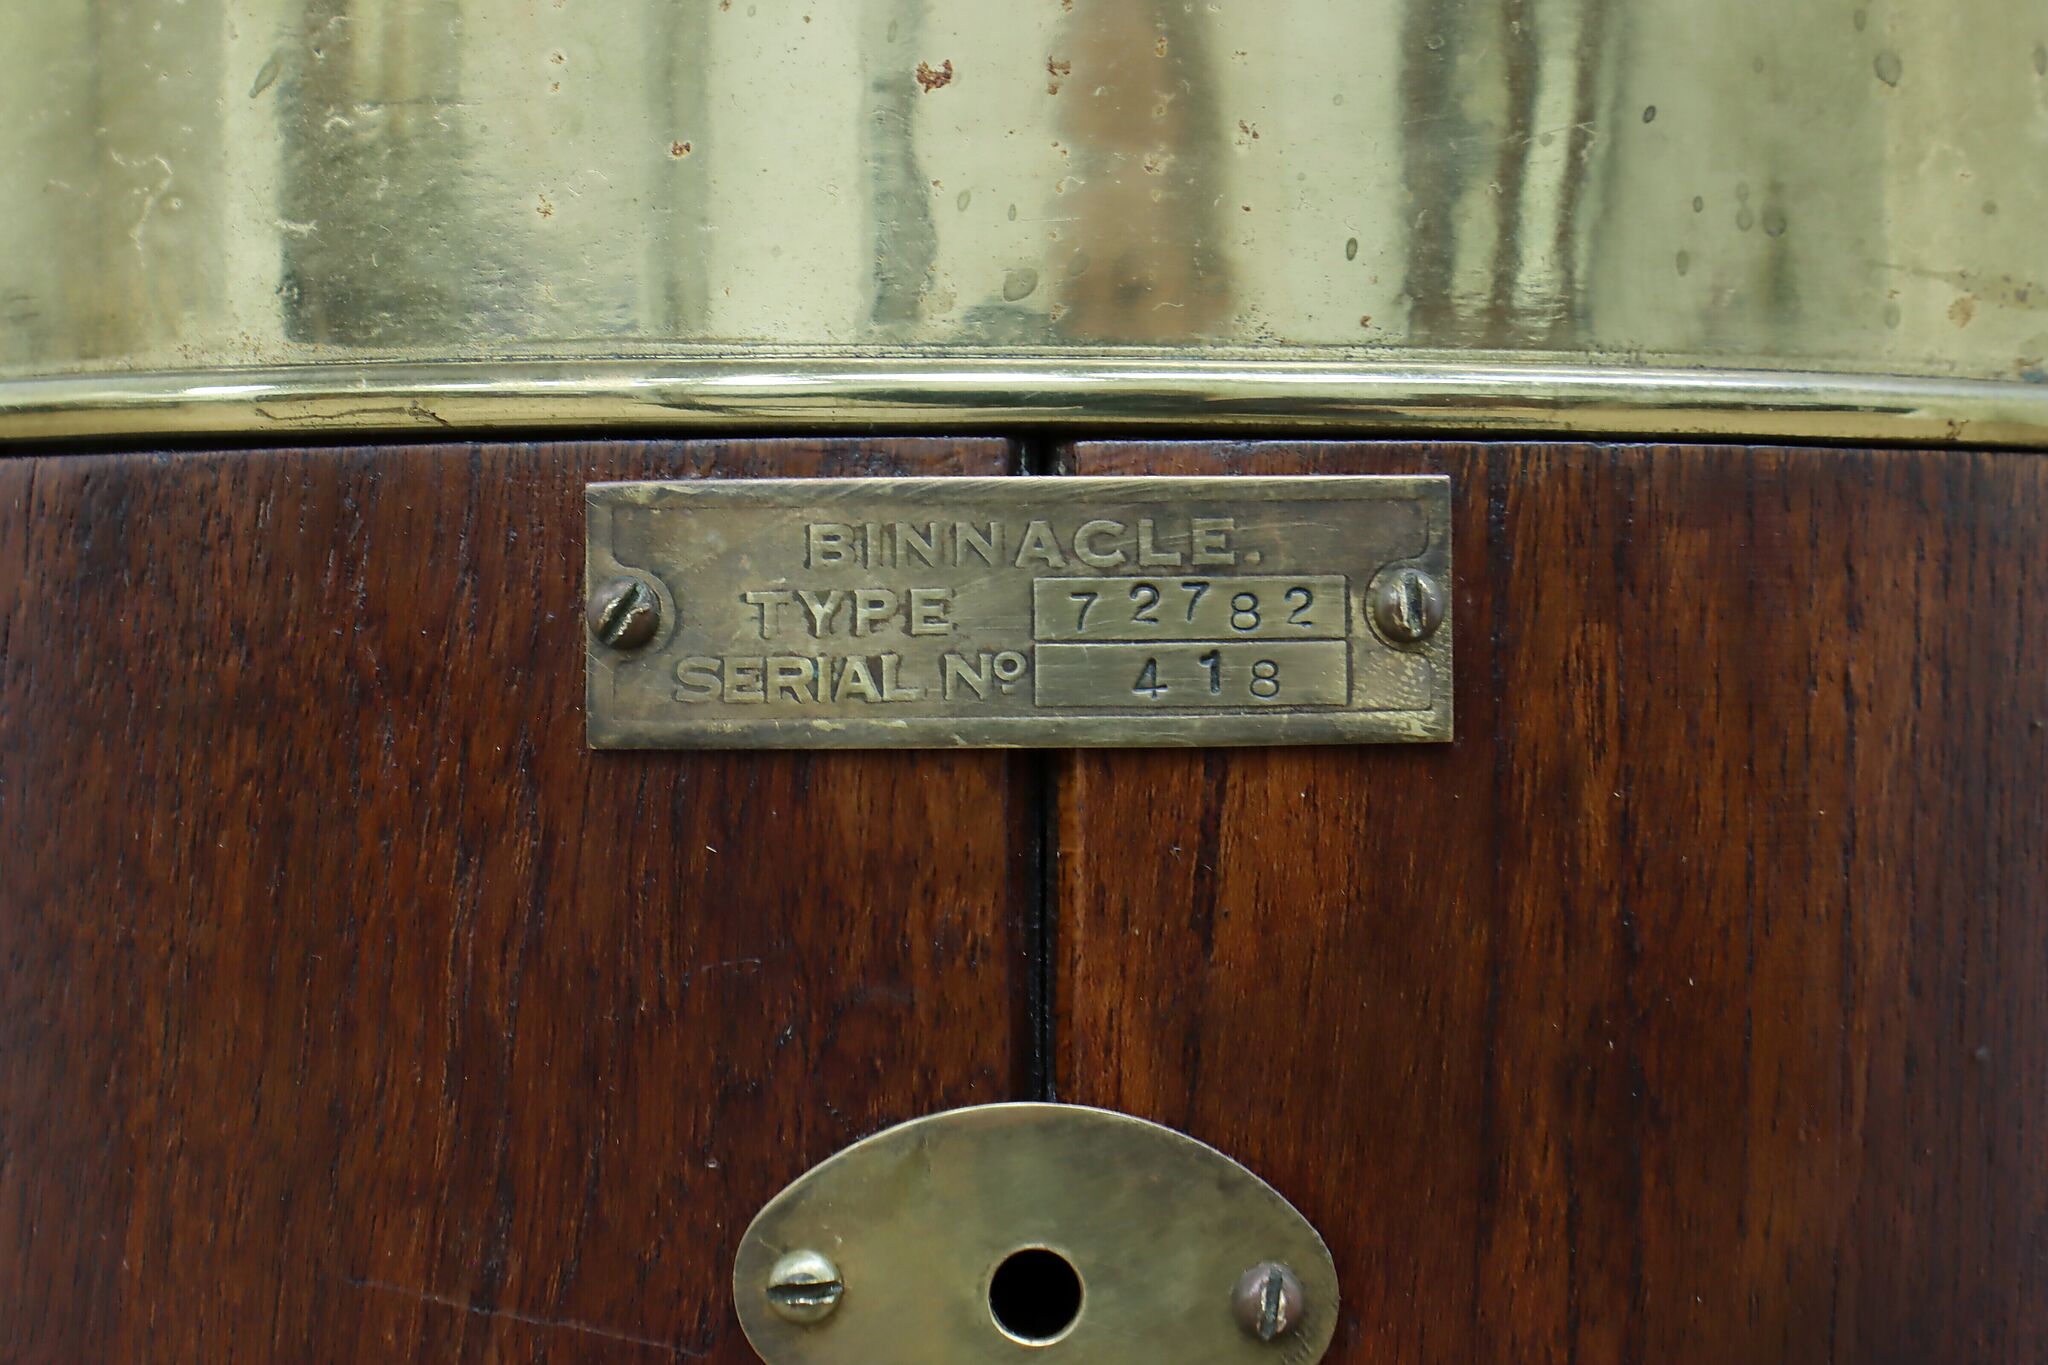 BINNACLE.
TYPE 72782
SERIAL Nº 418